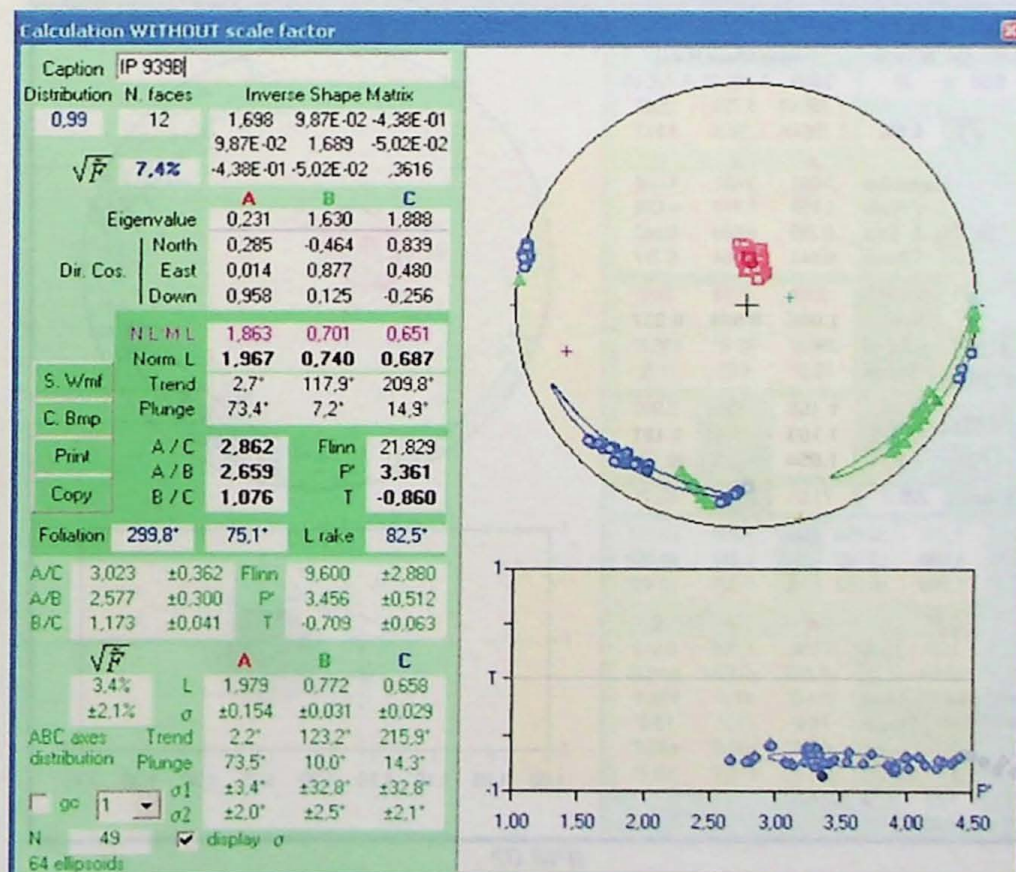 Calculation WITHOUT scale factor
Caption IP 939B
Distribution N. faces Inverse Shape Matrix
0,99 12 1,698 9,87E-02 -4,38E-01
9,87E-02 1,689 -5,02E-02
√F 7,4% -4,38E-01 -5,02E-02 ,3616
A B C
Eigenvalue 0,231 1,630 1,888
North 0,285 -0,464 0,839
Dir. Cos. East 0,014 0,877 0,480
Down 0,958 0,125 -0,256
N L M L 1,863 0,701 0,651
Norm. L 1,967 0,740 0,687
S. Wmf Trend 2,7° 117,9° 209,8°
C. Bmp Plunge 73,4° 7,2° 14,9°
Print A / C 2,862 Flinn 21,829
A / B 2,659 P' 3,361
Copy B / C 1,076 T -0,860
Foliation 299,8° 75,1° L rake 82,5°
A/C 3,023 ±0,362 Flinn 9,600 ±2,880
A/B 2,577 ±0,300 P' 3,456 ±0,512
B/C 1,173 ±0,041 T -0,709 ±0,063
√F A B C
3,4% L 1,979 0,772 0,658
±2,1% σ ±0,154 ±0,031 ±0,029
ABC axes Trend 2,2° 123,2° 215,9°
distribution Plunge 73,5° 10,0° 14,3°
gc 1 σ1 ±3,4° ±32,8° ±32,8°
σ2 ±2,0° ±2,5° ±2,1°
N 49 display σ
64 ellipsoids
1
T
-1
P'
1,00 1,50 2,00 2,50 3,00 3,50 4,00 4,50